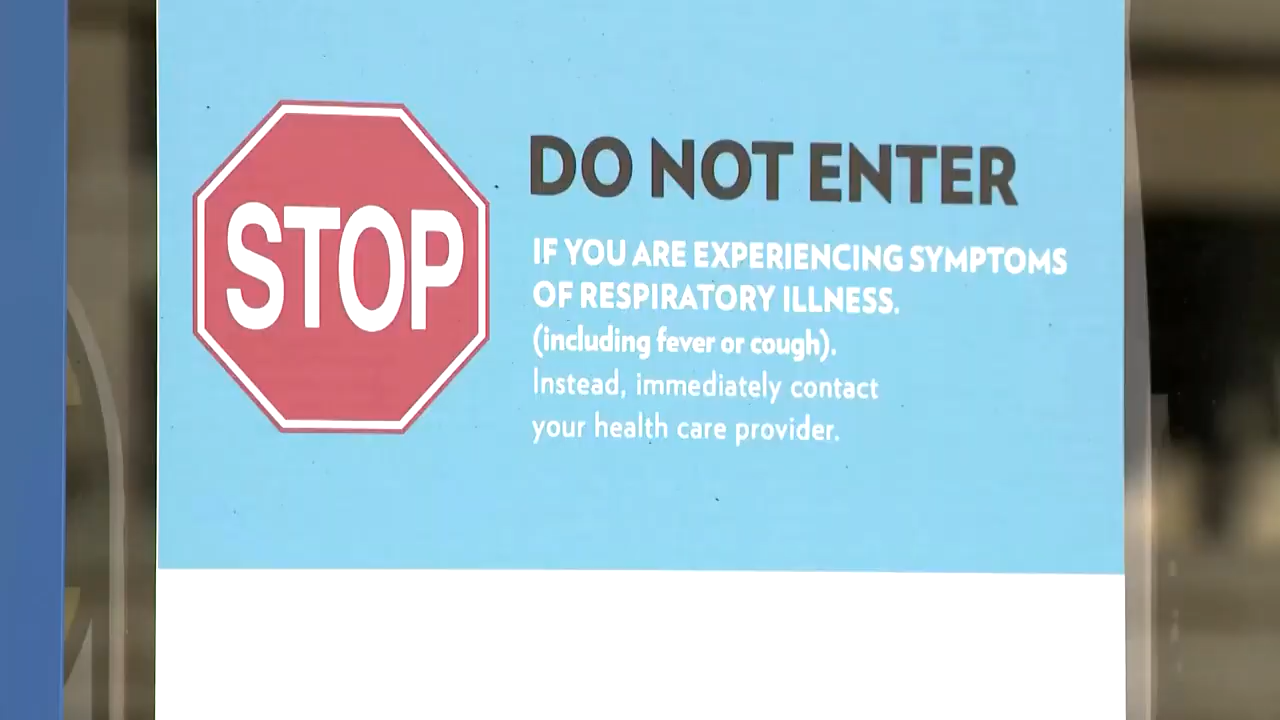 STOP
DO NOT ENTER
IF YOU ARE EXPERIENCING SYMPTOMS
OF RESPIRATORY ILLNESS.
(including fever or cough).
Instead, immediately contact
your health care provider.